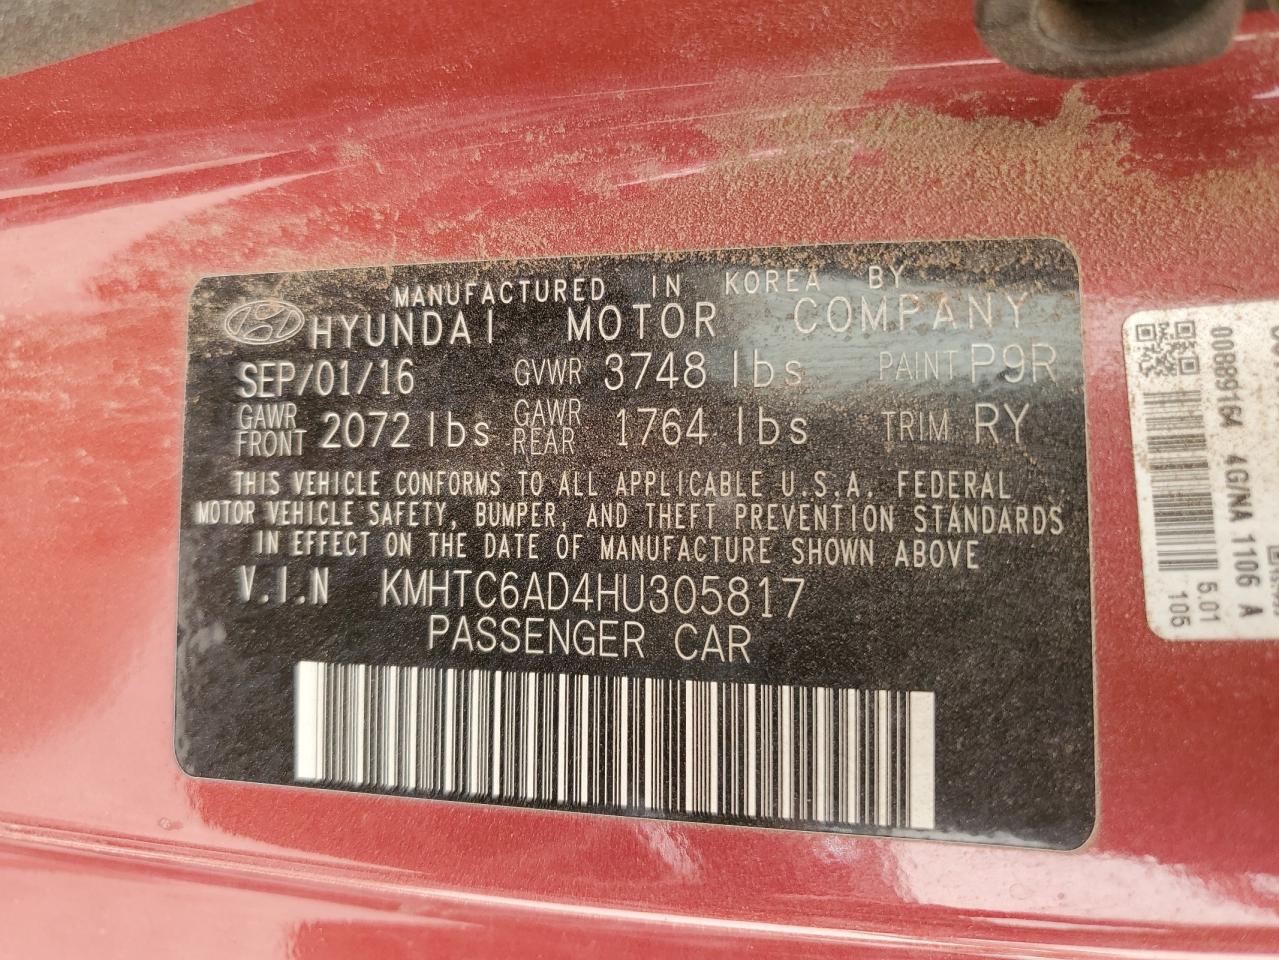 MANUFACTURED IN KOREA BY
HYUNDAI MOTOR COMPANY
SEP/01/16 GVWR 3748 lbs PAINT P9R
GAWR FRONT 2072 lbs GAWR REAR 1764 lbs TRIM RY
THIS VEHICLE CONFORMS TO ALL APPLICABLE U.S.A. FEDERAL
MOTOR VEHICLE SAFETY, BUMPER, AND THEFT PREVENTION STANDARDS
IN EFFECT ON THE DATE OF MANUFACTURE SHOWN ABOVE
V.I.N KMHTC6AD4HU305817
PASSENGER CAR
00889164 4G/NA 1106 A
5.01
105